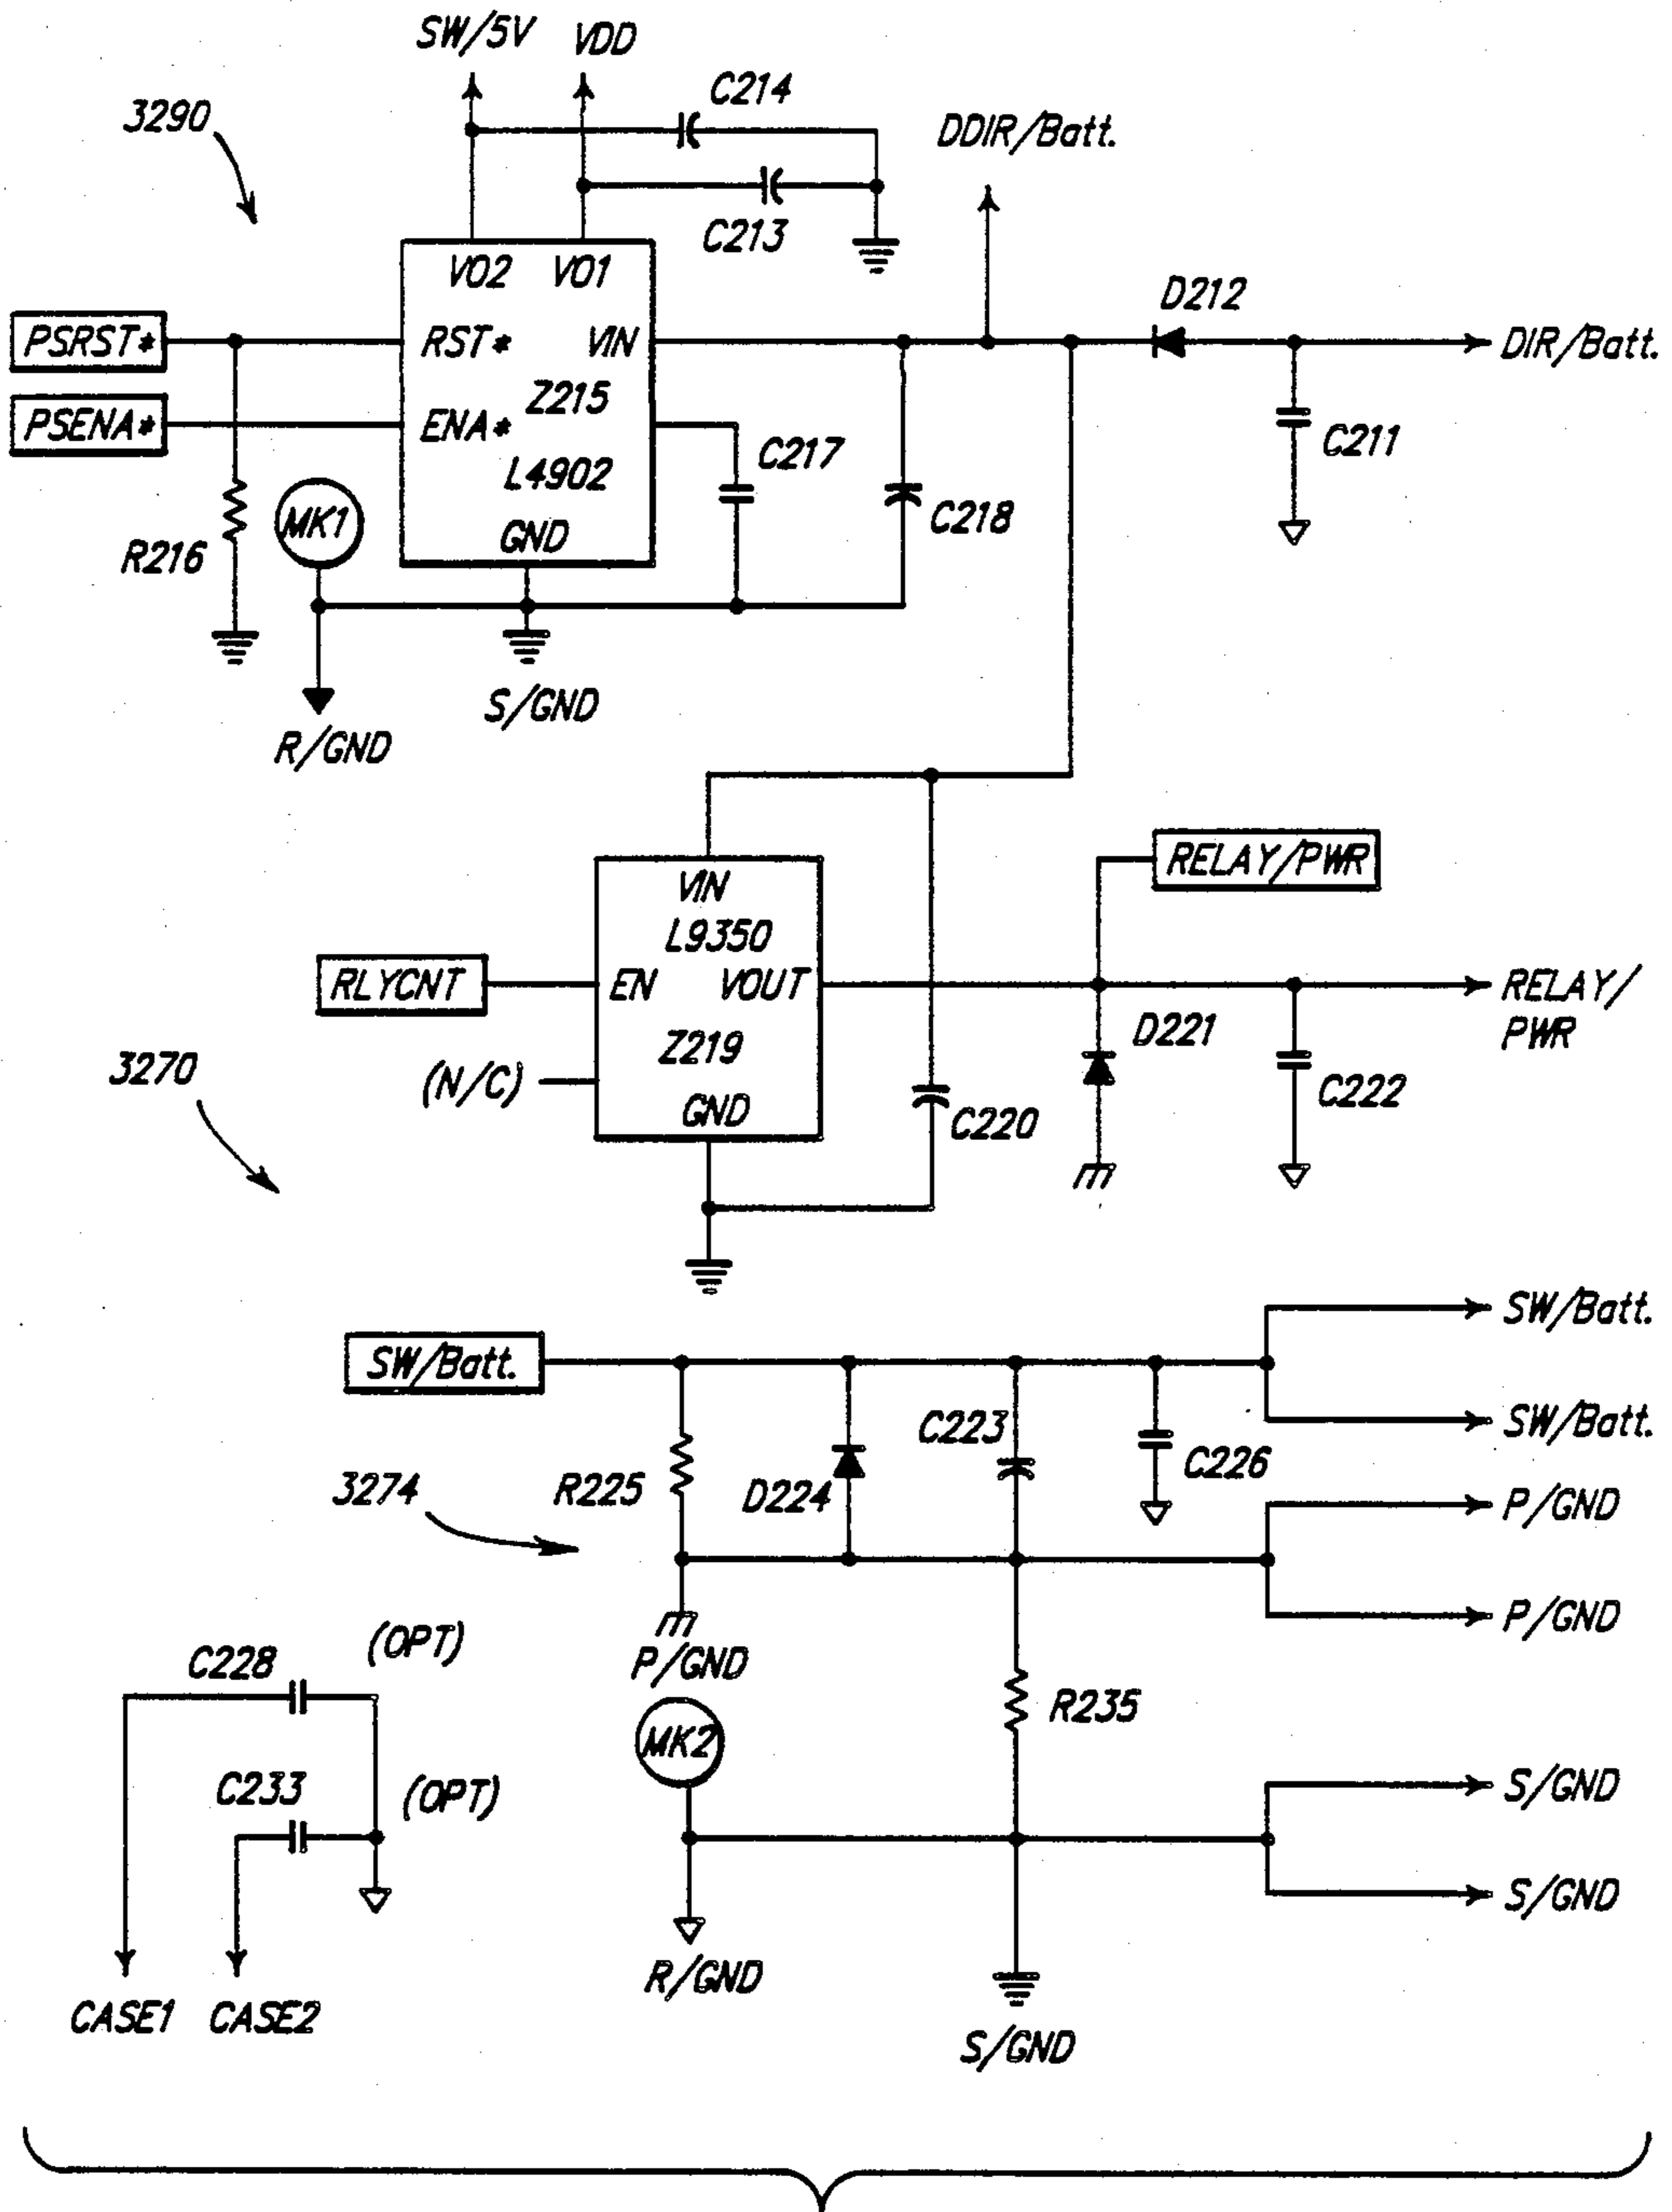 SW/5V VDD
C214
3290
DDIR/Batt.
C213
VO2 VO1
D212
PSRST*
RST* VIN
DIR/Batt.
Z215
PSENA*
ENA*
C211
C217
L4902
C218
MK1
GND
R216
S/GND
R/GND
RELAY/PWR
VIN
L9350
RLYCNT
EN VOUT
RELAY/
PWR
D221
Z219
3270
(N/C)
C222
GND
C220
SW/Batt.
SW/Batt.
SW/Batt.
C223
C226
3274
R225
D224
P/GND
P/GND
(OPT)
C228
P/GND
R235
MK2
C233
(OPT)
S/GND
S/GND
R/GND
CASE1 CASE2
S/GND